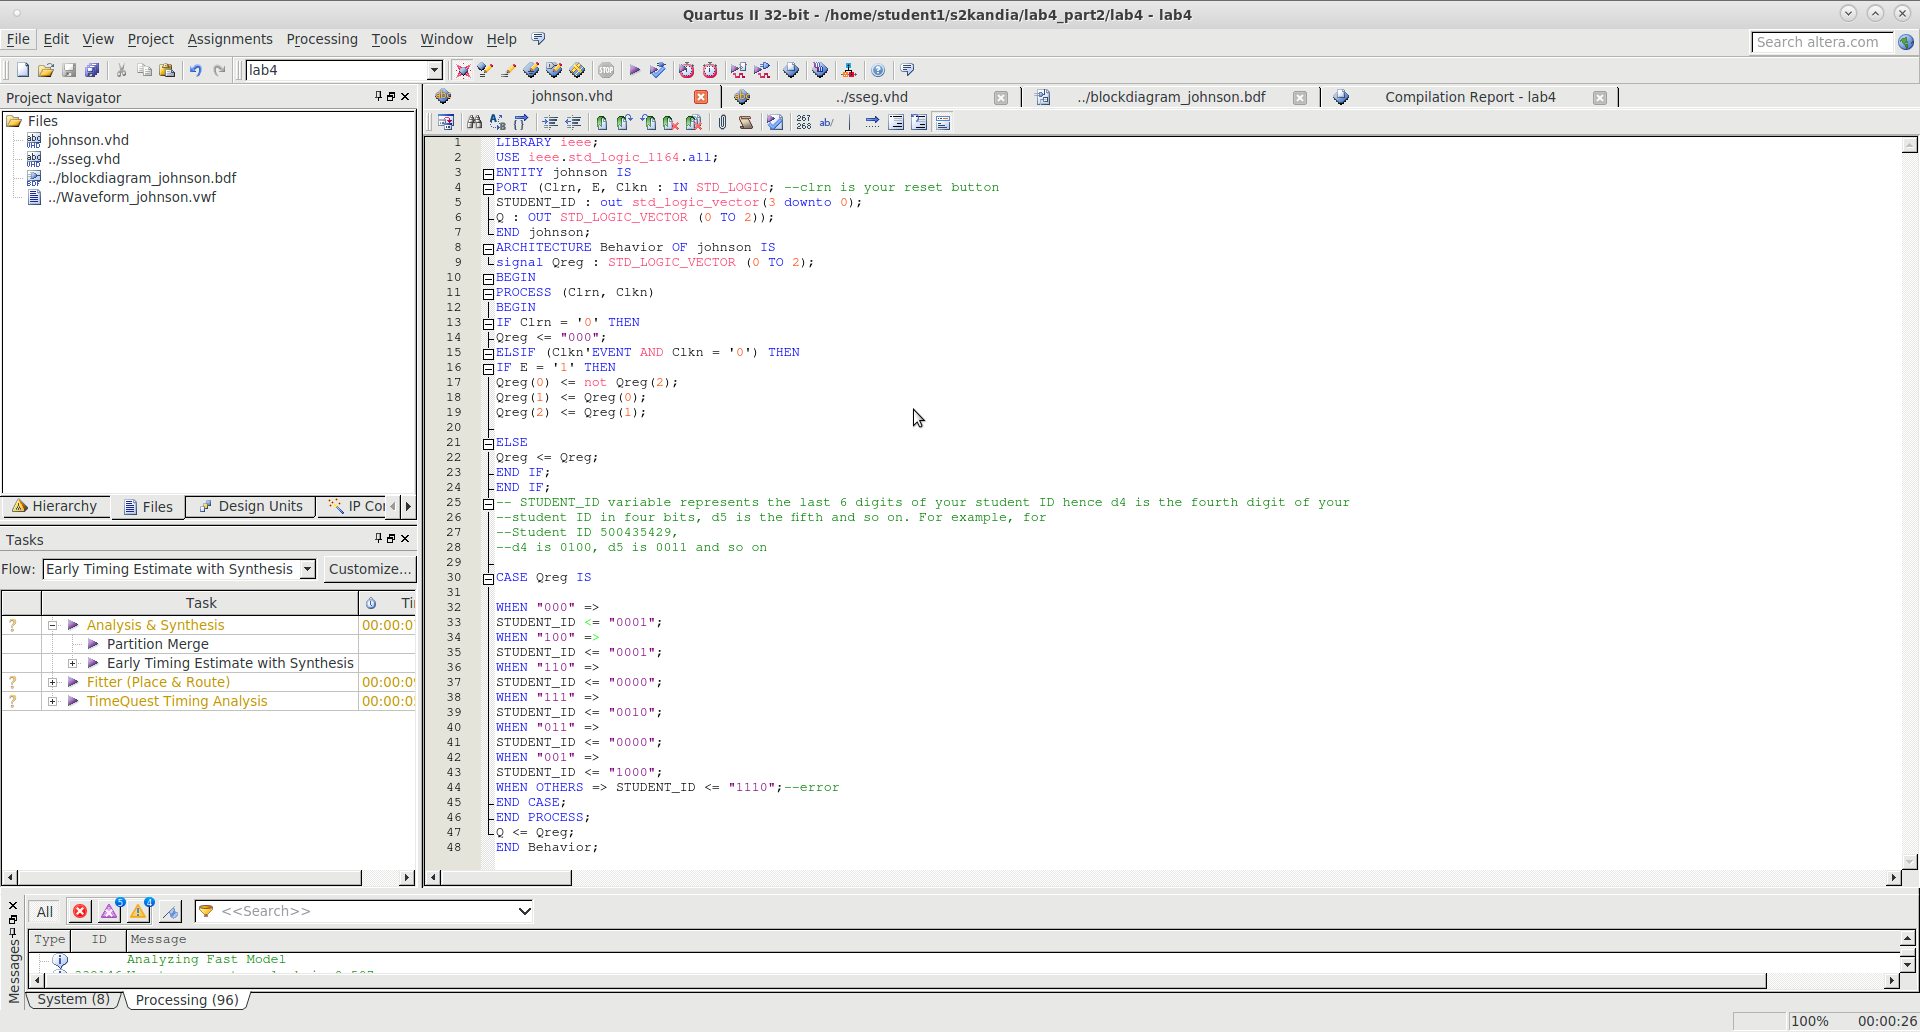 Quartus II 32-bit - /home/student1/s2kandia/lab4_part2/lab4 - lab4
File Edit View Project Assignments Processing Tools Window Help
Search altera.com
lab4
Project Navigator
Files
johnson.vhd
../sseg.vhd
../blockdiagram_johnson.bdf
../Waveform_johnson.vwf
Hierarchy Files Design Units IP Co
Tasks
Flow: Early Timing Estimate with Synthesis Customize...
Task
Analysis & Synthesis 00:00:0
Partition Merge
Early Timing Estimate with Synthesis
Fitter (Place & Route) 00:00:0
TimeQuest Timing Analysis 00:00:0
johnson.vhd ../sseg.vhd ../blockdiagram_johnson.bdf Compilation Report - lab4
267
268 ab/
1 LIBRARY ieee;
2 USE ieee.std_logic_1164.all;
3 ENTITY johnson IS
4 PORT (Clrn, E, Clkn : IN STD_LOGIC; --clrn is your reset button
5 STUDENT_ID : out std_logic_vector(3 downto 0);
6 Q : OUT STD_LOGIC_VECTOR (0 TO 2));
7 END johnson;
8 ARCHITECTURE Behavior OF johnson IS
9 signal Qreg : STD_LOGIC_VECTOR (0 TO 2);
10 BEGIN
11 PROCESS (Clrn, Clkn)
12 BEGIN
13 IF Clrn = '0' THEN
14 Qreg <= "000";
15 ELSIF (Clkn'EVENT AND Clkn = '0') THEN
16 IF E = '1' THEN
17 Qreg(0) <= not Qreg(2);
18 Qreg(1) <= Qreg(0);
19 Qreg(2) <= Qreg(1);
20
21 ELSE
22 Qreg <= Qreg;
23 END IF;
24 END IF;
25 -- STUDENT_ID variable represents the last 6 digits of your student ID hence d4 is the fourth digit of your
26 --student ID in four bits, d5 is the fifth and so on. For example, for
27 --Student ID 500435429,
28 --d4 is 0100, d5 is 0011 and so on
29
30 CASE Qreg IS
31
32 WHEN "000" =>
33 STUDENT_ID <= "0001";
34 WHEN "100" =>
35 STUDENT_ID <= "0001";
36 WHEN "110" =>
37 STUDENT_ID <= "0000";
38 WHEN "111" =>
39 STUDENT_ID <= "0010";
40 WHEN "011" =>
41 STUDENT_ID <= "0000";
42 WHEN "001" =>
43 STUDENT_ID <= "1000";
44 WHEN OTHERS => STUDENT_ID <= "1110";--error
45 END CASE;
46 END PROCESS;
47 Q <= Qreg;
48 END Behavior;
Messages
All 5 4 <<Search>>
Type ID Message
Analyzing Fast Model
System (8) Processing (96)
100% 00:00:26